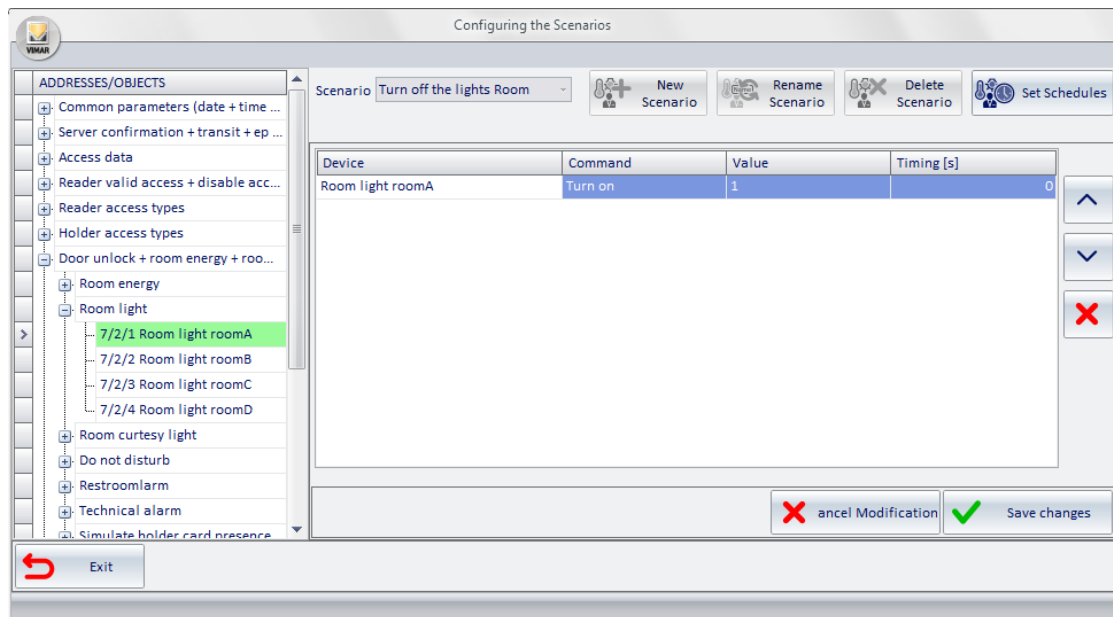 Configuring the Scenarios
VIMAR
ADDRESSES/OBJECTS
Common parameters (date + time ...
Server confirmation + transit + ep ...
Access data
Reader valid access + disable acc...
Reader access types
Holder access types
Door unlock + room energy + roo...
Room energy
Room light
7/2/1 Room light roomA
7/2/2 Room light roomB
7/2/3 Room light roomC
7/2/4 Room light roomD
Room curtesy light
Do not disturb
Restroomlarm
Technical alarm
Simulate holder card presence
Scenario Turn off the lights Room
New
Scenario
Rename
Scenario
Delete
Scenario
Set Schedules
Device Command Value Timing [s]
Room light roomA Turn on 1 0
ancel Modification
Save changes
Exit